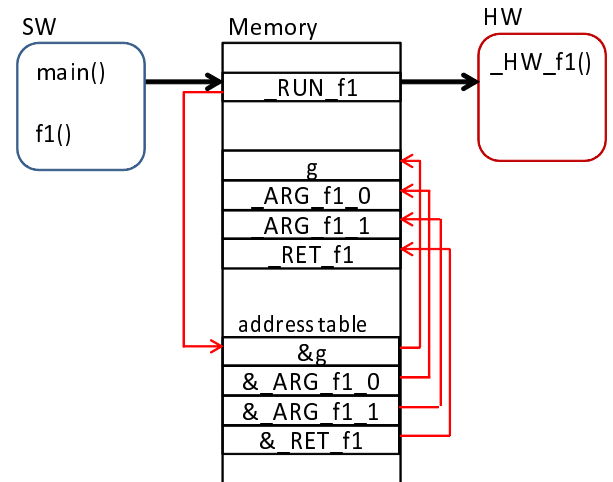 SW
main()
f1()
Memory
_RUN_f1
g
_ARG_f1_0
_ARG_f1_1
_RET_f1
address table
&g
&_ARG_f1_0
&_ARG_f1_1
&_RET_f1
HW
_HW_f1()